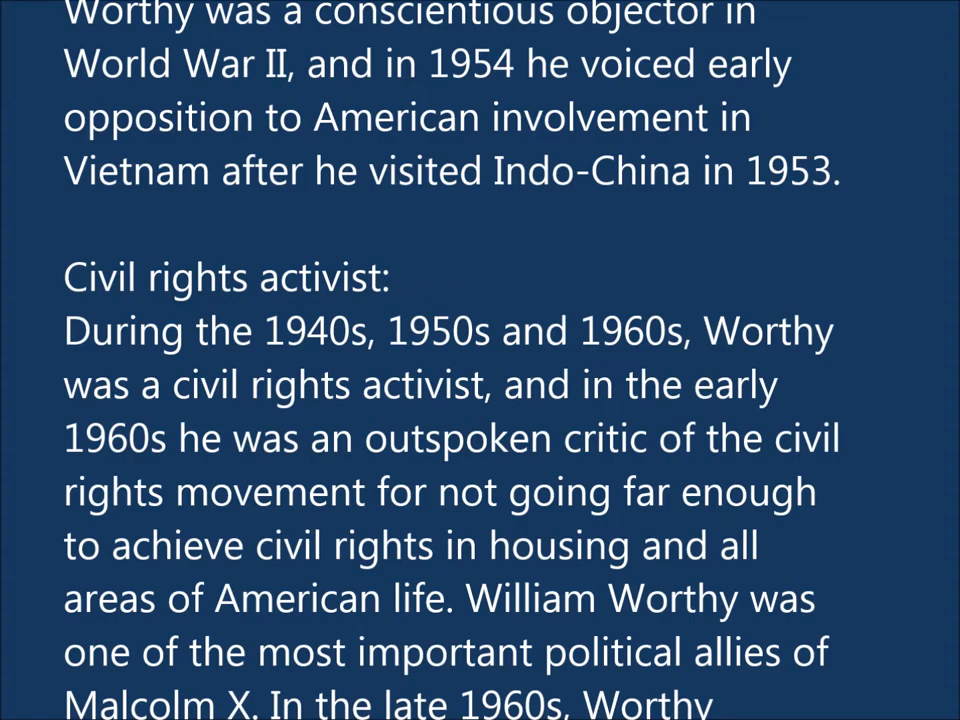 Worthy was a conscientious objector in
World War II, and in 1954 he voiced early
opposition to American involvement in
Vietnam after he visited Indo-China in 1953.
Civil rights activist:
During the 1940s, 1950s and 1960s, Worthy
was a civil rights activist, and in the early
1960s he was an outspoken critic of the civil
rights movement for not going far enough
to achieve civil rights in housing and all
areas of American life. William Worthy was
one of the most important political allies of
Malcolm X. In the late 1960s, Worthy